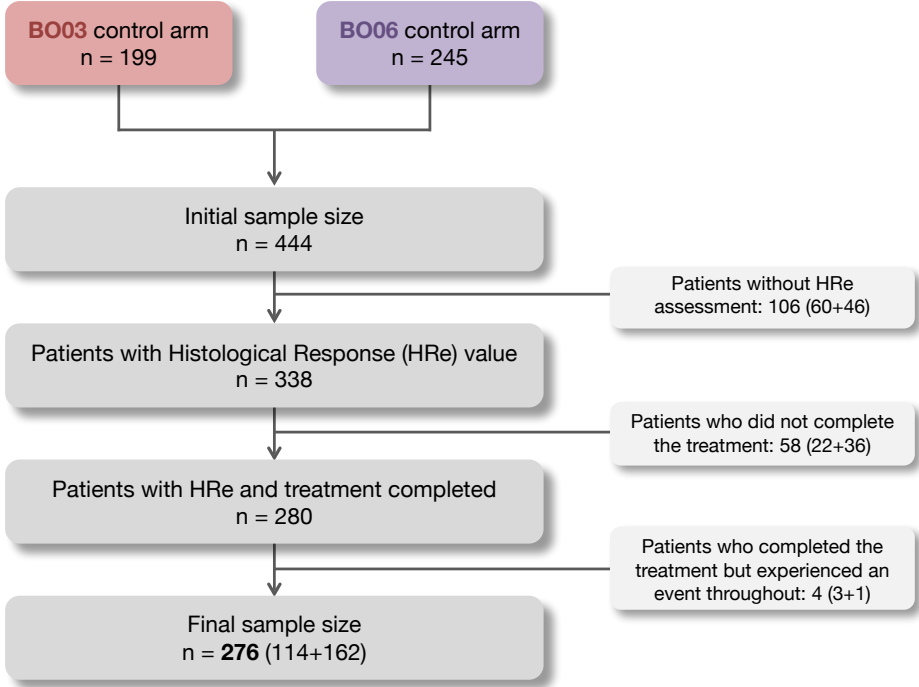 BO03 control arm
n = 199
BO06 control arm
n = 245
Initial sample size
n = 444
Patients without HRe
assessment: 106 (60+46)
Patients with Histological Response (HRe) value
n = 338
Patients who did not complete
the treatment: 58 (22+36)
Patients with HRe and treatment completed
n = 280
Patients who completed the
treatment but experienced an
event throughout: 4 (3+1)
Final sample size
n = 276 (114+162)